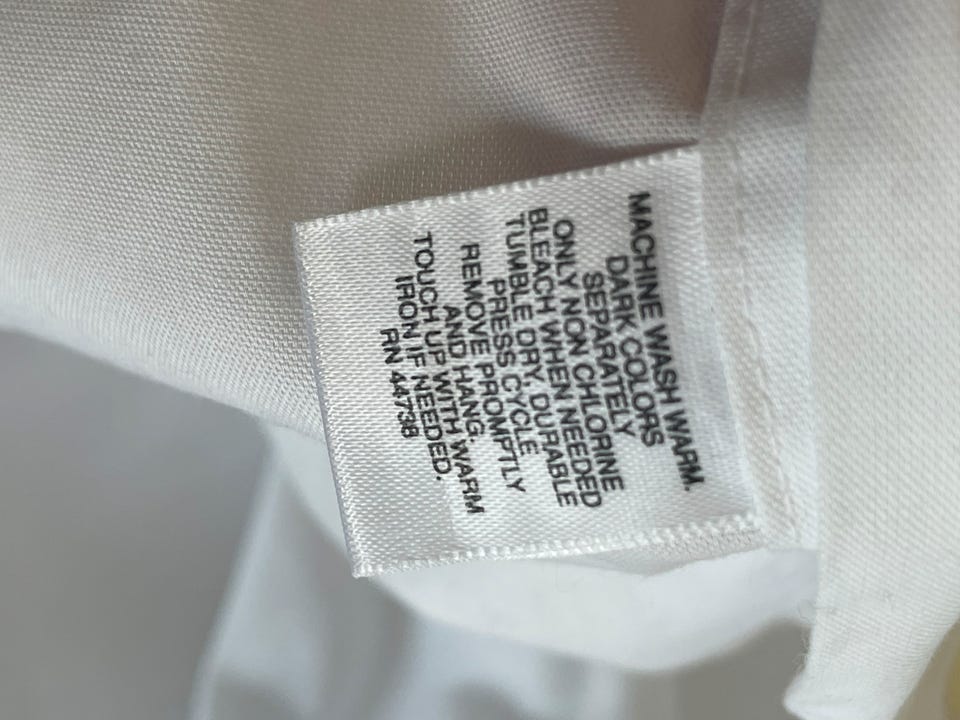 MACHINE WASH WARM.
DARK COLORS
SEPARATELY
ONLY NON CHLORINE
BLEACH WHEN NEEDED
TUMBLE DRY, DURABLE
PRESS CYCLE
REMOVE PROMPTLY
AND HANG.
TOUCH UP WITH WARM
IRON IF NEEDED.
RN 44738